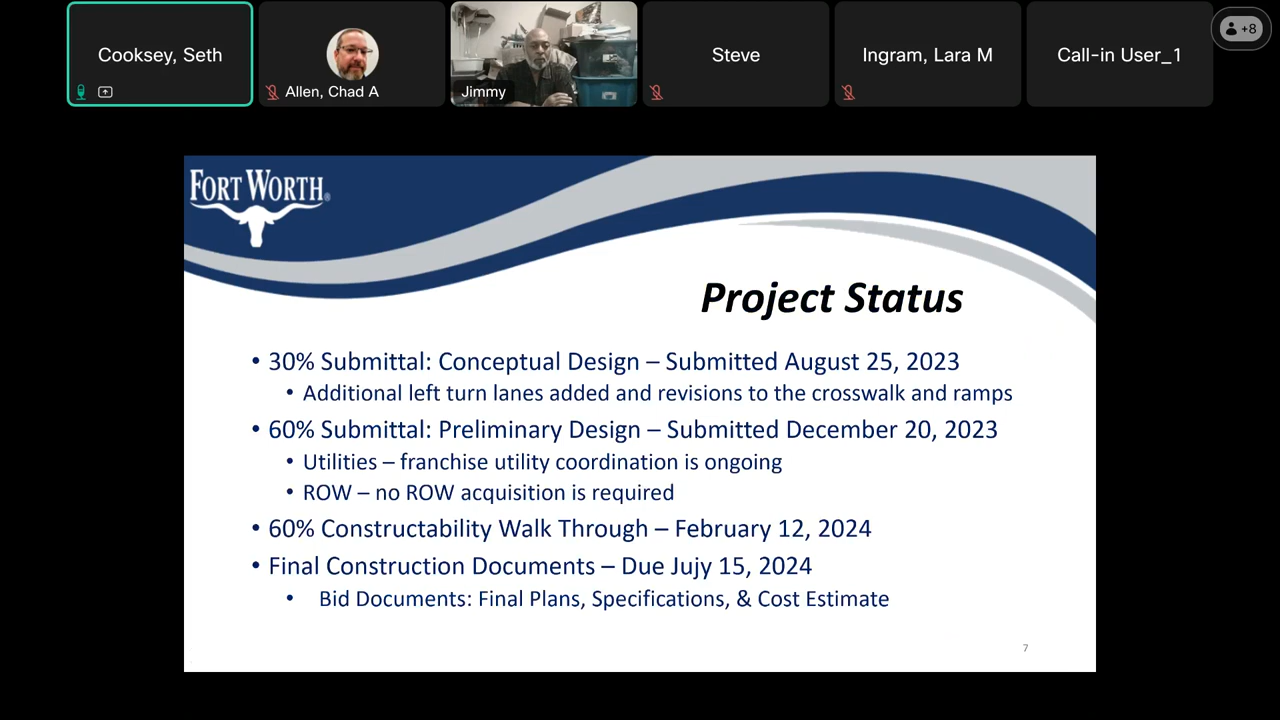 Cooksey, Seth
Allen, Chad A
Jimmy
Steve
Ingram, Lara M
Call-in User_1
+8
FORT WORTH®
Project Status
• 30% Submittal: Conceptual Design – Submitted August 25, 2023
• Additional left turn lanes added and revisions to the crosswalk and ramps
• 60% Submittal: Preliminary Design – Submitted December 20, 2023
• Utilities – franchise utility coordination is ongoing
• ROW – no ROW acquisition is required
• 60% Constructability Walk Through – February 12, 2024
• Final Construction Documents – Due Jujy 15, 2024
• Bid Documents: Final Plans, Specifications, & Cost Estimate
7